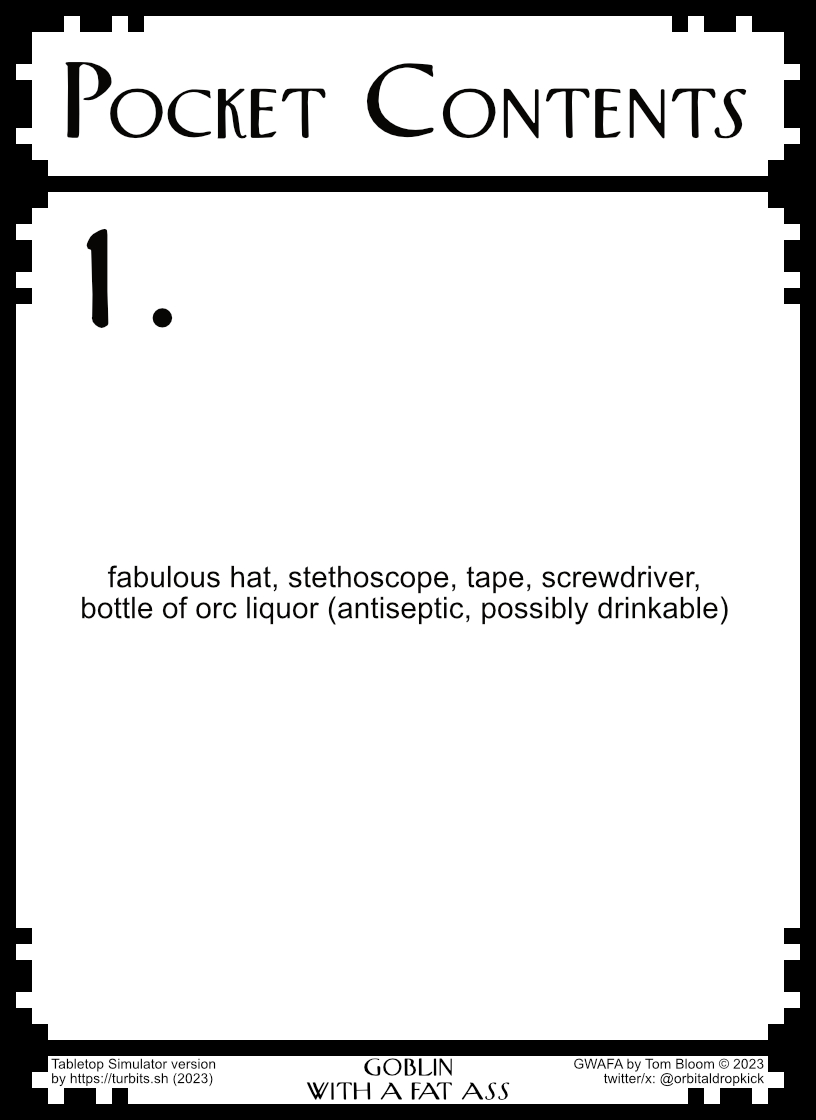 Pocket Contents
1.
fabulous hat, stethoscope, tape, screwdriver,
bottle of orc liquor (antiseptic, possibly drinkable)
Tabletop Simulator version
by https://turbits.sh (2023)
GOBLIN
WITH A FAT ASS
GWAFA by Tom Bloom © 2023
twitter/x: @orbitaldropkick